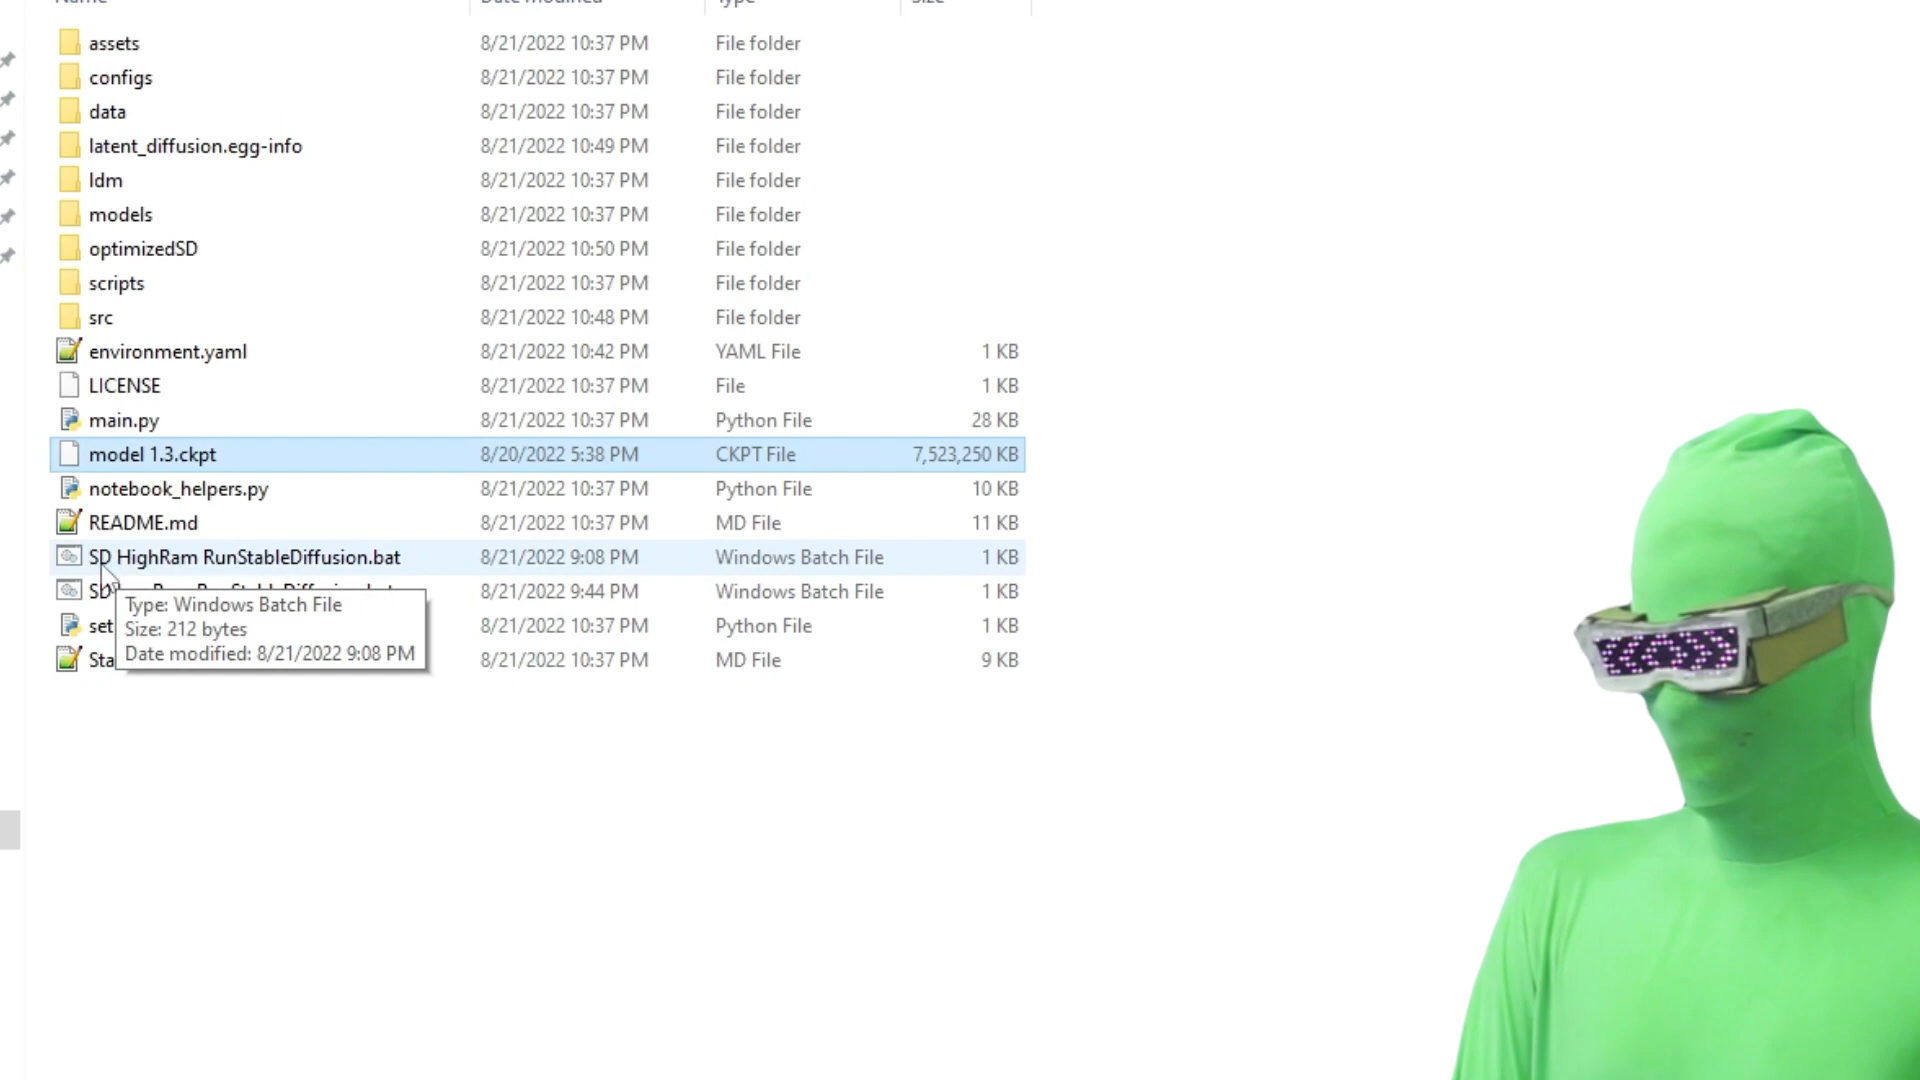 Name Date modified Type Size
assets 8/21/2022 10:37 PM File folder
configs 8/21/2022 10:37 PM File folder
data 8/21/2022 10:37 PM File folder
latent_diffusion.egg-info 8/21/2022 10:49 PM File folder
ldm 8/21/2022 10:37 PM File folder
models 8/21/2022 10:37 PM File folder
optimizedSD 8/21/2022 10:50 PM File folder
scripts 8/21/2022 10:37 PM File folder
src 8/21/2022 10:48 PM File folder
environment.yaml 8/21/2022 10:42 PM YAML File 1 KB
LICENSE 8/21/2022 10:37 PM File 1 KB
main.py 8/21/2022 10:37 PM Python File 28 KB
model 1.3.ckpt 8/20/2022 5:38 PM CKPT File 7,523,250 KB
notebook_helpers.py 8/21/2022 10:37 PM Python File 10 KB
README.md 8/21/2022 10:37 PM MD File 11 KB
SD HighRam RunStableDiffusion.bat 8/21/2022 9:08 PM Windows Batch File 1 KB
SD 8/21/2022 9:44 PM Windows Batch File 1 KB
set 8/21/2022 10:37 PM Python File 1 KB
Sta 8/21/2022 10:37 PM MD File 9 KB
Type: Windows Batch File
Size: 212 bytes
Date modified: 8/21/2022 9:08 PM